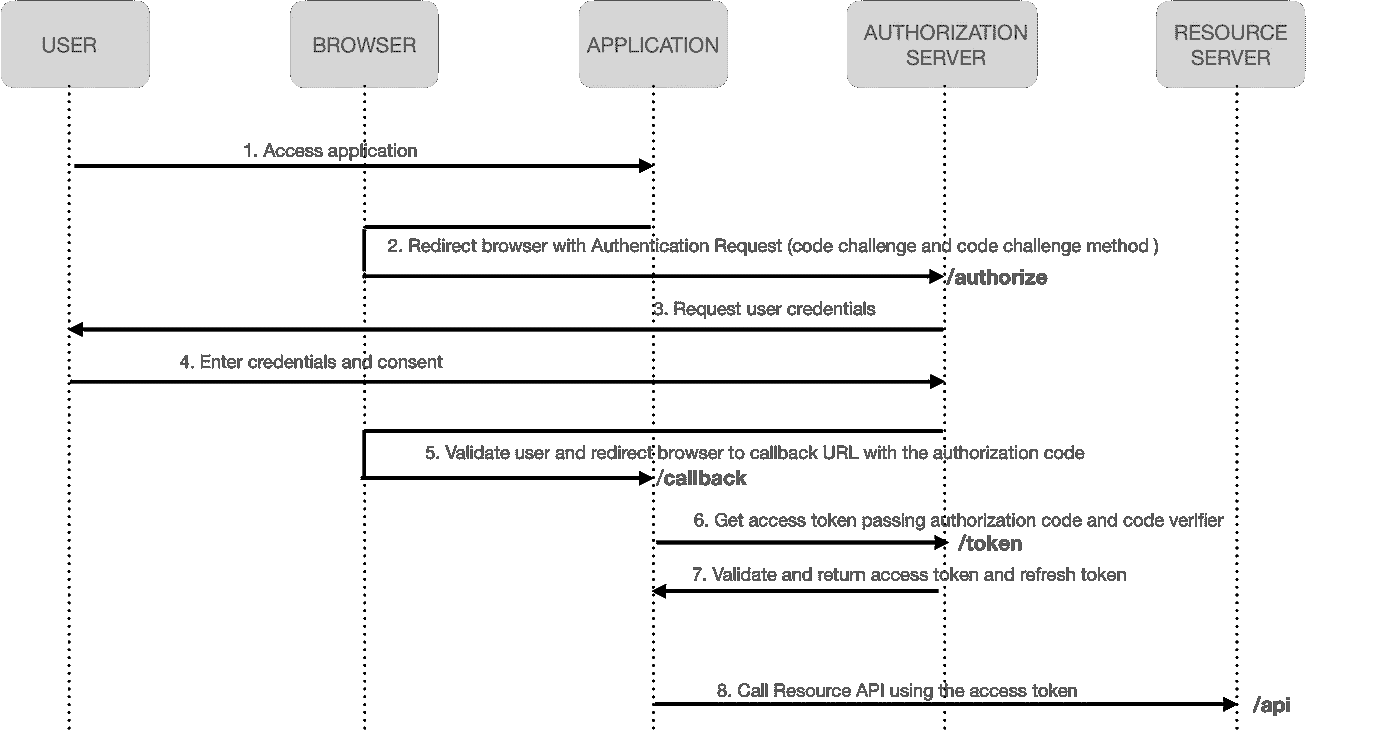 USER
BROWSER
APPLICATION
AUTHORIZATION
SERVER
RESOURCE
SERVER
1. Access application
2. Redirect browser with Authentication Request (code challenge and code challenge method )
/authorize
3. Request user credentials
4. Enter credentials and consent
5. Validate user and redirect browser to callback URL with the authorization code
/callback
6. Get access token passing authorization code and code verifier
/token
7. Validate and return access token and refresh token
8. Call Resource API using the access token
/api